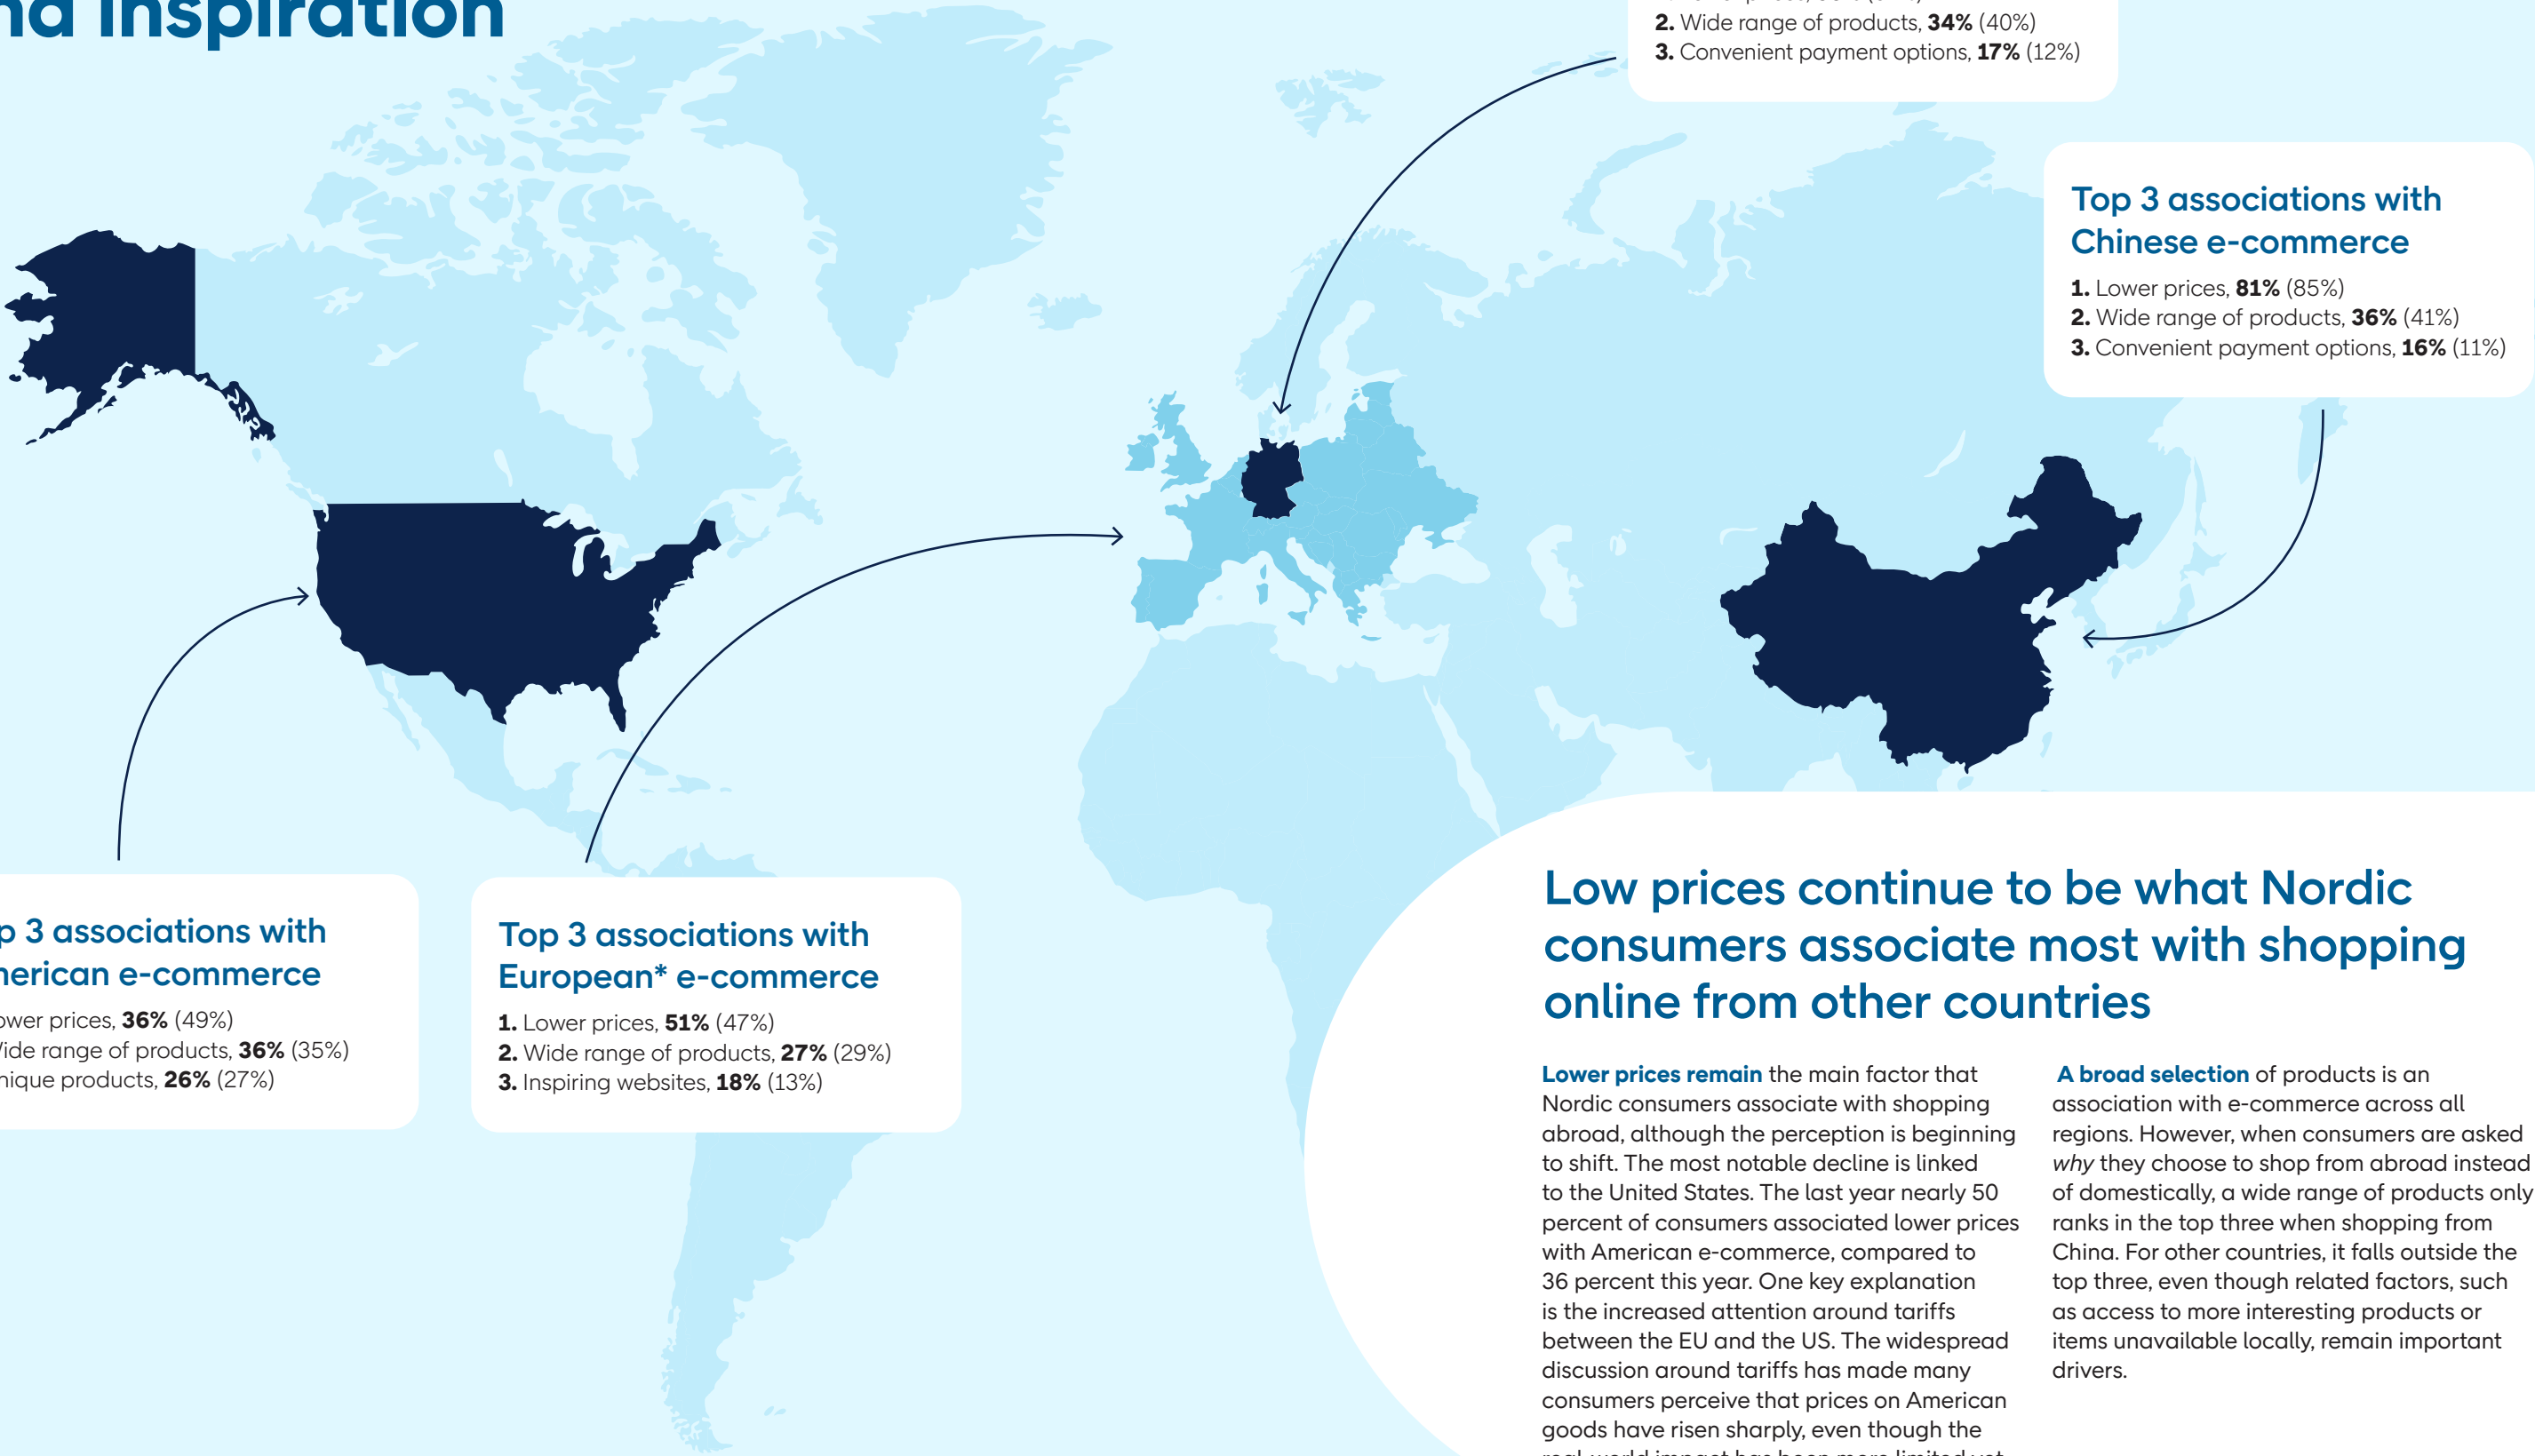 inspiration
2. Wide range of products, 34% (40%)
3. Convenient payment options, 17% (12%)
Top 3 associations with
Chinese e-commerce
1. Lower prices, 81% (85%)
2. Wide range of products, 36% (41%)
3. Convenient payment options, 16% (11%)
3 associations with
e-commerce
prices, 36% (49%)
range of products, 36% (35%)
products, 26% (27%)
Top 3 associations with
European* e-commerce
1. Lower prices, 51% (47%)
2. Wide range of products, 27% (29%)
3. Inspiring websites, 18% (13%)
Low prices continue to be what Nordic
consumers associate most with shopping
online from other countries
Lower prices remain the main factor that
Nordic consumers associate with shopping
abroad, although the perception is beginning
to shift. The most notable decline is linked
to the United States. The last year nearly 50
percent of consumers associated lower prices
with American e-commerce, compared to
36 percent this year. One key explanation
is the increased attention around tariffs
between the EU and the US. The widespread
discussion around tariffs has made many
consumers perceive that prices on American
goods have risen sharply, even though the
A broad selection of products is an
association with e-commerce across all
regions. However, when consumers are asked
why they choose to shop from abroad instead
of domestically, a wide range of products only
ranks in the top three when shopping from
China. For other countries, it falls outside the
top three, even though related factors, such
as access to more interesting products or
items unavailable locally, remain important
drivers.